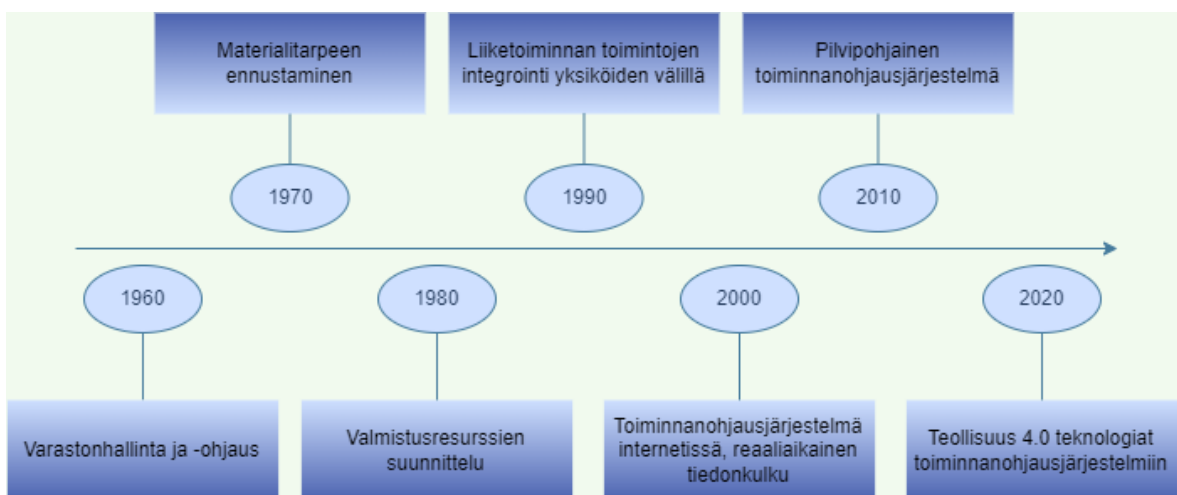 Materialitarpeen
ennustaminen
Liiketoiminnan toimintojen
integrointi yksiköiden välillä
Pilvipohjainen
toiminnanohjausjärjestelmä
1970
1990
2010
1960
1980
2000
2020
Varastonhallinta ja -ohjaus
Valmistusresurssien
suunnittelu
Toiminnanohjausjärjestelmä
internetissä, reaaliaikainen
tiedonkulku
Teollisuus 4.0 teknologiat
toiminnanohjausjärjestelmiin